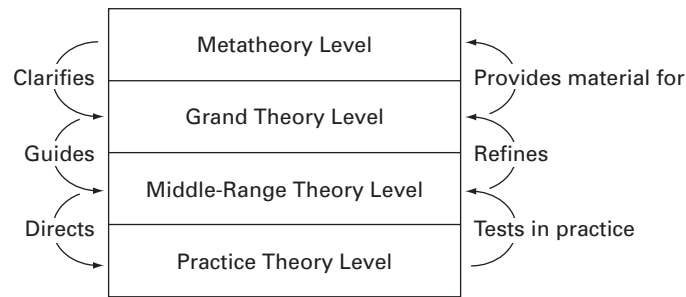 Metatheory Level
Clarifies
Provides material for
Grand Theory Level
Guides
Refines
Middle-Range Theory Level
Directs
Tests in practice
Practice Theory Level